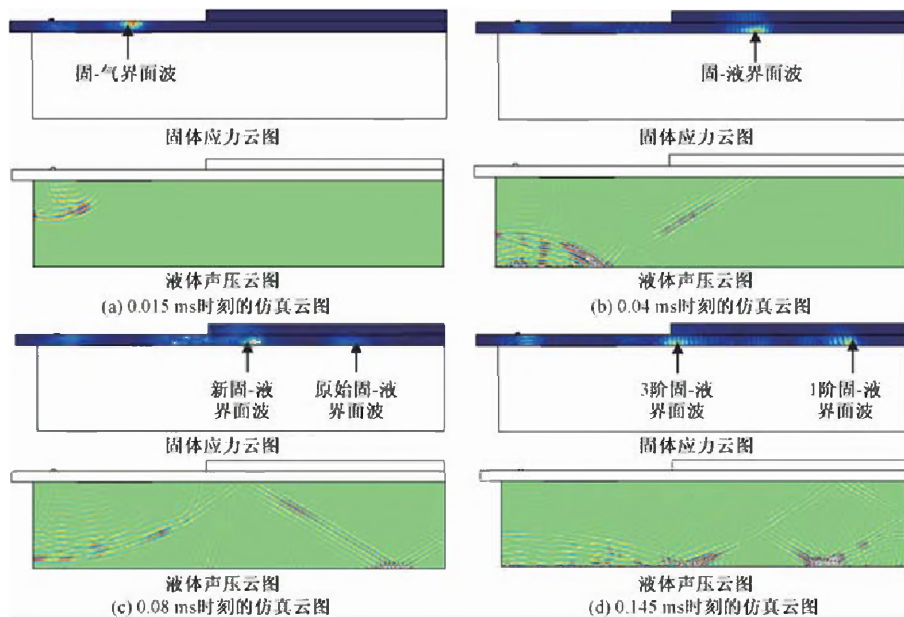 固-气界面波
固体应力云图
液体声压云图
(a) 0.015 ms时刻的仿真云图
固-液界面波
固体应力云图
液体声压云图
(b) 0.04 ms时刻的仿真云图
新固-液
界面波
原始固-液
界面波
固体应力云图
液体声压云图
(c) 0.08 ms时刻的仿真云图
3阶固-液
界面波
1阶固-液
界面波
固体应力云图
液体声压云图
(d) 0.145 ms时刻的仿真云图